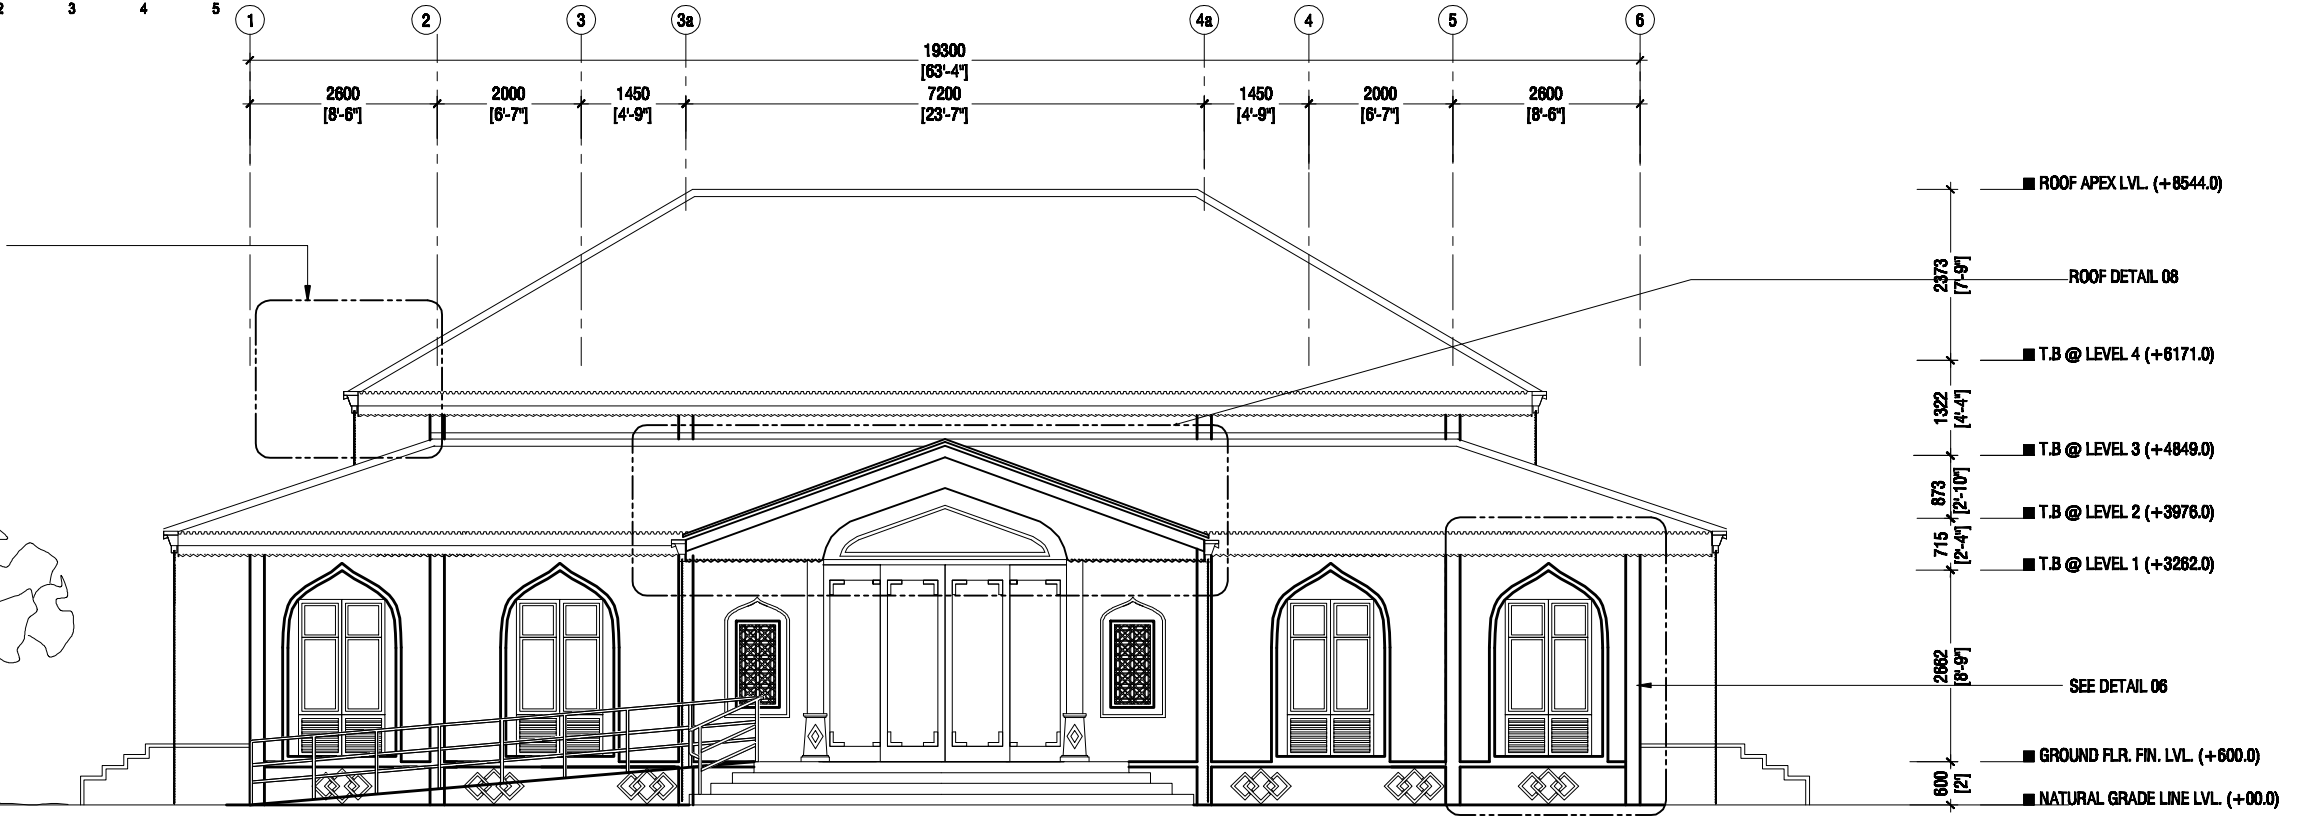 2 3 4 5
1 2 3 3a 4a 4 5 6
19300
[63'-4"]
2600 2000 1450 7200 1450 2000 2600
[8'-6"] [6'-7"] [4'-9"] [23'-7"] [4'-9"] [6'-7"] [8'-6"]
ROOF APEX LVL. (+8544.0)
2373
[7'-9"]
ROOF DETAIL 08
T.B @ LEVEL 4 (+6171.0)
1322
[4'-4"]
T.B @ LEVEL 3 (+4849.0)
873
[2'-10"]
T.B @ LEVEL 2 (+3976.0)
715
[2'-4"]
T.B @ LEVEL 1 (+3262.0)
2662
[8'-9"]
SEE DETAIL 06
GROUND FLR. FIN. LVL. (+600.0)
600
[2']
NATURAL GRADE LINE LVL. (+00.0)